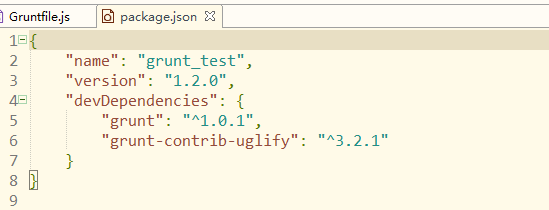 Gruntfile.js package.json
1 {
2 "name": "grunt_test",
3 "version": "1.2.0",
4 "devDependencies": {
5 "grunt": "^1.0.1",
6 "grunt-contrib-uglify": "^3.2.1"
7 }
8 }
9